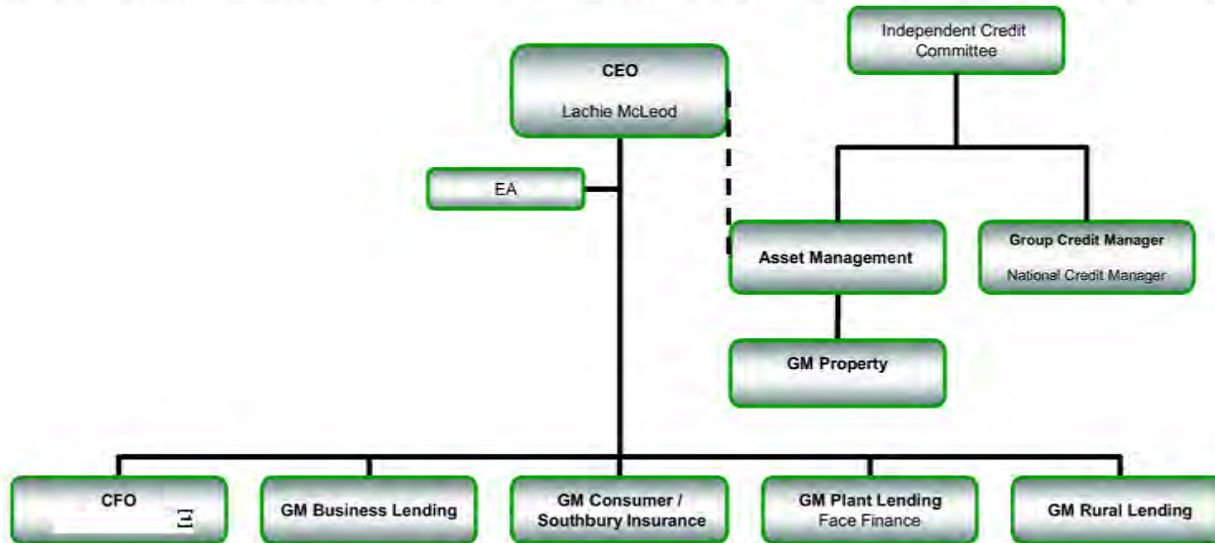 Independent Credit
Committee
CEO
Lachie McLeod
EA
Asset Management
Group Credit Manager
National Credit Manager
GM Property
CFO
[1]
GM Business Lending
GM Consumer /
Southbury Insurance
GM Plant Lending
Face Finance
GM Rural Lending